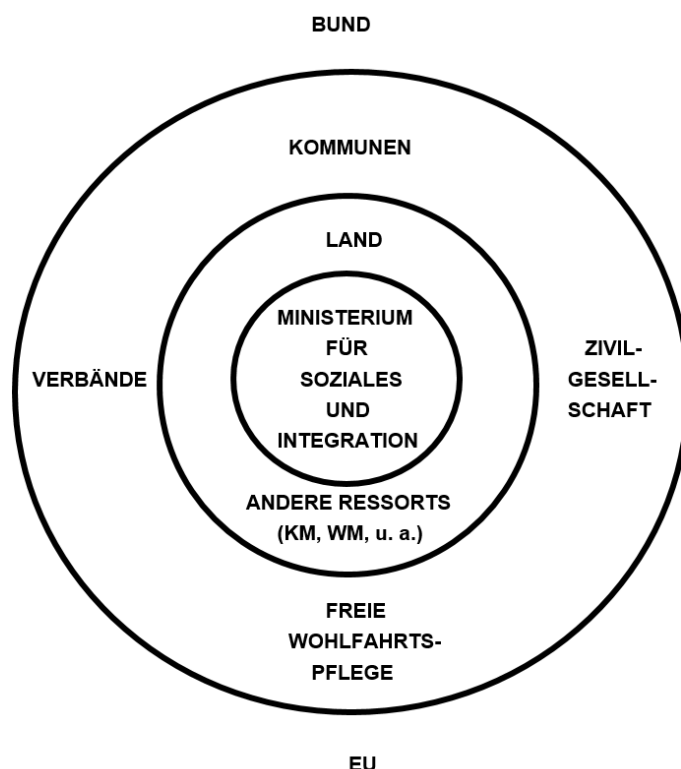 BUND
KOMMUNEN
LAND
MINISTERIUM
FÜR
SOZIALES
UND
INTEGRATION
VERBÄNDE
ZIVIL-
GESELL-
SCHAFT
ANDERE RESSORTS
(KM, WM, u. a.)
FREIE
WOHLFAHRTS-
PFLEGE
EU